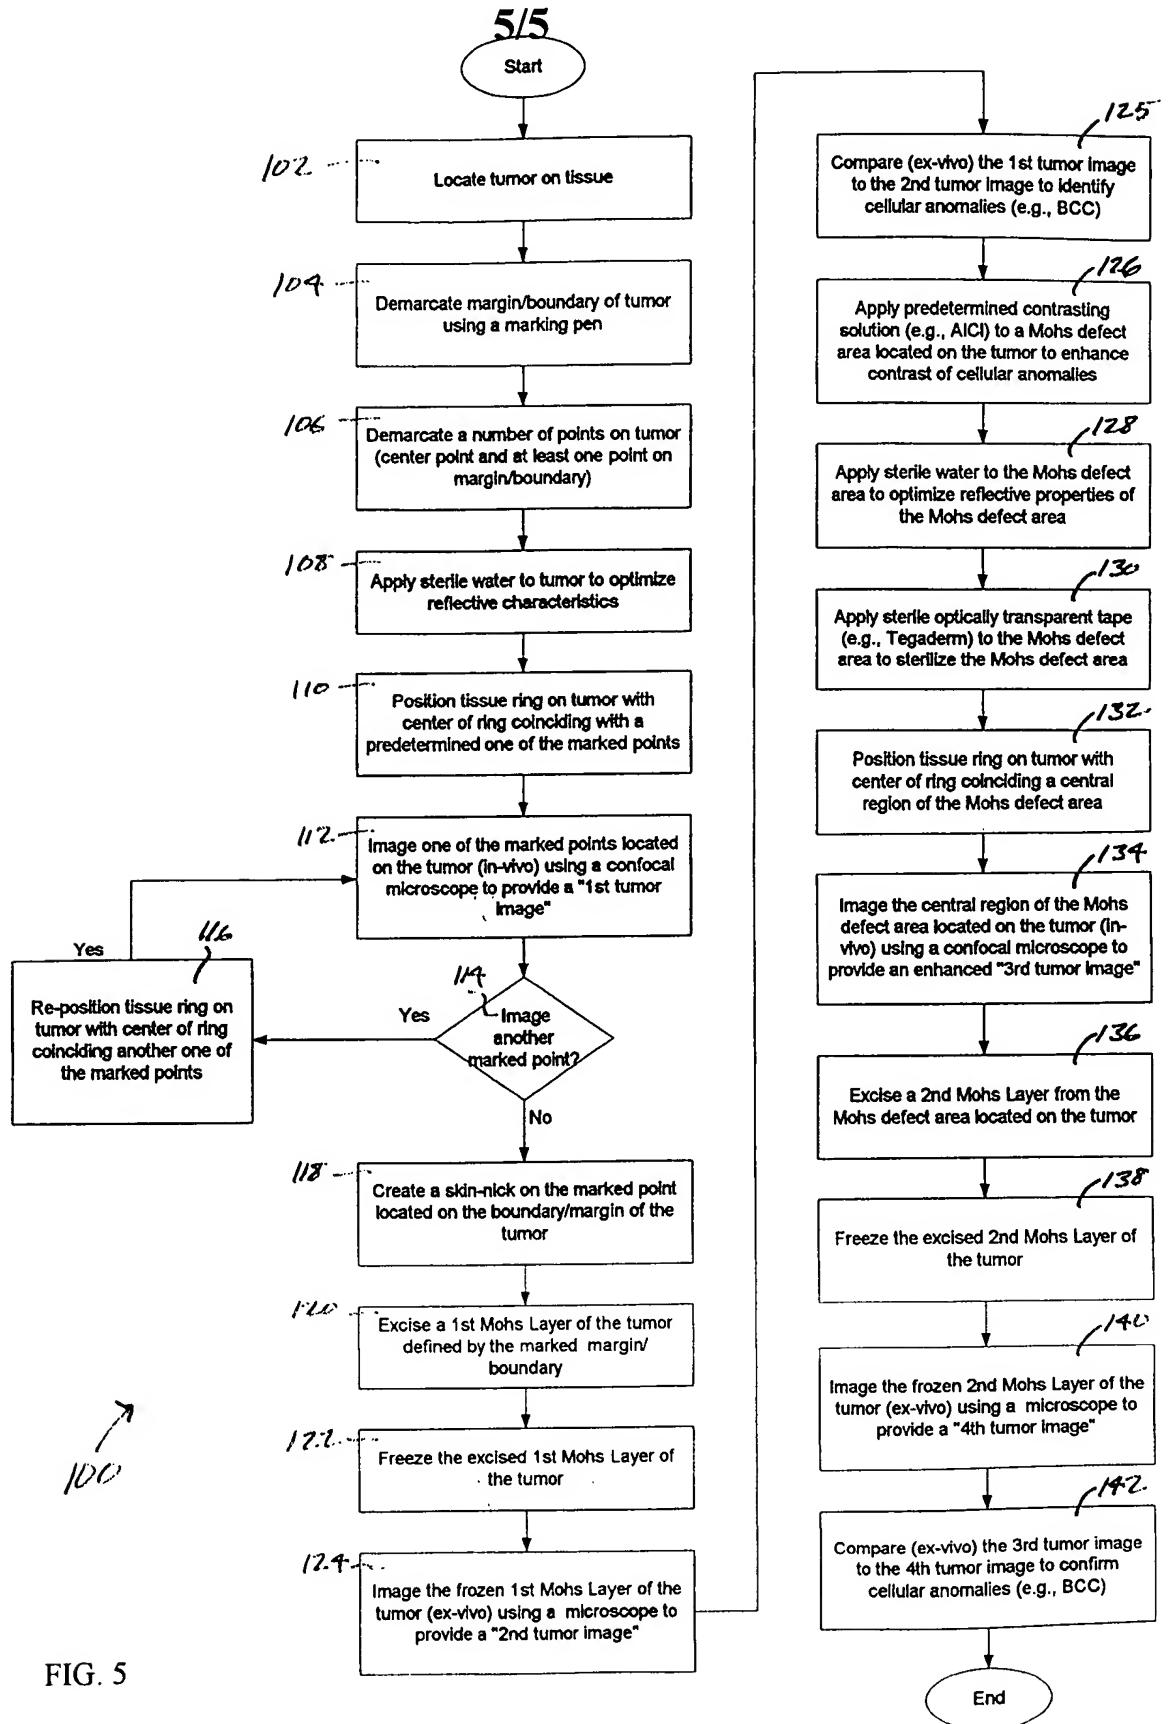 5/5
Start
102
Locate tumor on tissue
104
Demarcate margin/boundary of tumor
using a marking pen
106
Demarcate a number of points on tumor
(center point and at least one point on
margin/boundary)
108
Apply sterile water to tumor to optimize
reflective characteristics
110
Position tissue ring on tumor with
center of ring coinciding with a
predetermined one of the marked points
112
Image one of the marked points located
on the tumor (in-vivo) using a confocal
microscope to provide a "1st tumor
image"
Yes
116
Re-position tissue ring on
tumor with center of ring
coinciding another one of
the marked points
Yes
114
Image
another
marked point?
No
118
Create a skin-nick on the marked point
located on the boundary/margin of the
tumor
120
Excise a 1st Mohs Layer of the tumor
defined by the marked margin/
boundary
122
Freeze the excised 1st Mohs Layer of
the tumor
124
Image the frozen 1st Mohs Layer of the
tumor (ex-vivo) using a microscope to
provide a "2nd tumor image"
125
Compare (ex-vivo) the 1st tumor image
to the 2nd tumor image to identify
cellular anomalies (e.g., BCC)
126
Apply predetermined contrasting
solution (e.g., AlCl) to a Mohs defect
area located on the tumor to enhance
contrast of cellular anomalies
128
Apply sterile water to the Mohs defect
area to optimize reflective properties of
the Mohs defect area
130
Apply sterile optically transparent tape
(e.g., Tegaderm) to the Mohs defect
area to sterilize the Mohs defect area
132
Position tissue ring on tumor with
center of ring coinciding a central
region of the Mohs defect area
134
Image the central region of the Mohs
defect area located on the tumor (in-
vivo) using a confocal microscope to
provide an enhanced "3rd tumor image"
136
Excise a 2nd Mohs Layer from the
Mohs defect area located on the tumor
138
Freeze the excised 2nd Mohs Layer of
the tumor
140
Image the frozen 2nd Mohs Layer of the
tumor (ex-vivo) using a microscope to
provide a "4th tumor image"
142
Compare (ex-vivo) the 3rd tumor image
to the 4th tumor image to confirm
cellular anomalies (e.g., BCC)
End
100
FIG. 5